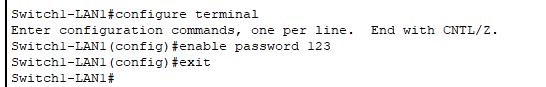 Switch1-LAN1#configure terminal
Enter configuration commands, one per line.  End with CNTL/Z.
Switch1-LAN1(config)#enable password 123
Switch1-LAN1(config)#exit
Switch1-LAN1#